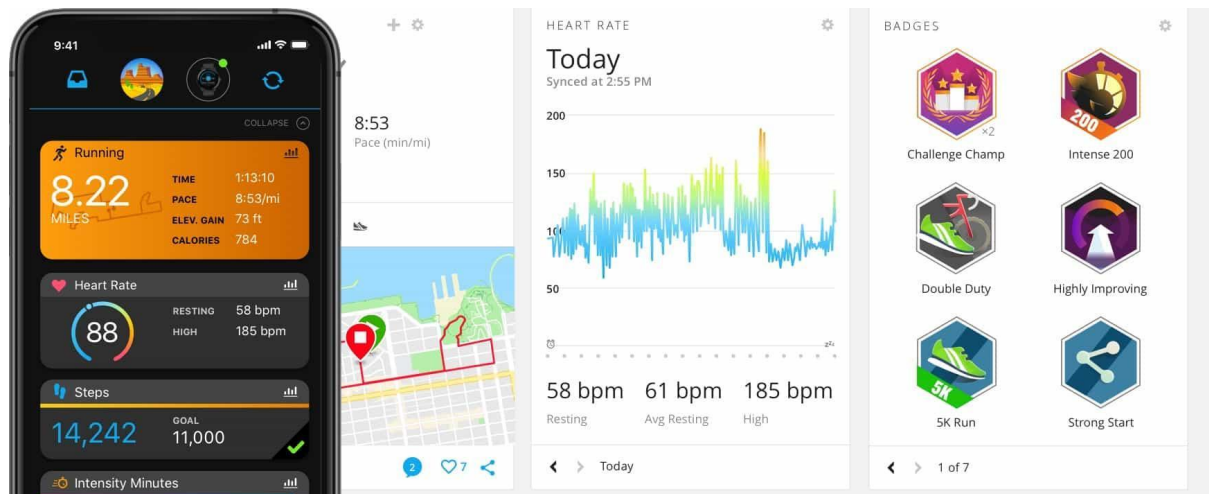 9:41
COLLAPSE
Running
8.22
MILES
TIME 1:13:10
PACE 8:53/mi
ELEV. GAIN 73 ft
CALORIES 784
Heart Rate
88
RESTING 58 bpm
HIGH 185 bpm
Steps
14,242
GOAL
11,000
Intensity Minutes
8:53
Pace (min/mi)
2
7
HEART RATE
Today
Synced at 2:55 PM
200
150
100
50
zzz
58 bpm 61 bpm 185 bpm
Resting Avg Resting High
Today
BADGES
×2
200
Challenge Champ Intense 200
Double Duty Highly Improving
5K
5K Run Strong Start
1 of 7